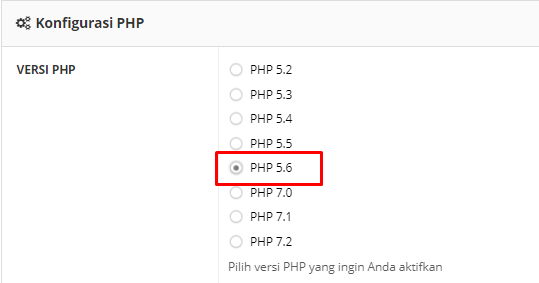 Konfigurasi PHP
VERSI PHP
PHP 5.2
PHP 5.3
PHP 5.4
PHP 5.5
PHP 5.6
PHP 7.0
PHP 7.1
PHP 7.2
Pilih versi PHP yang ingin Anda aktifkan